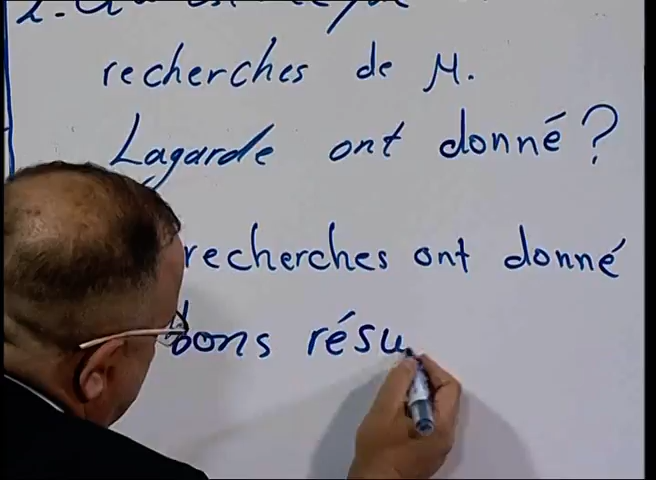 recherches de M.
Lagarde ont donné ?
recherches ont donné
bons résu